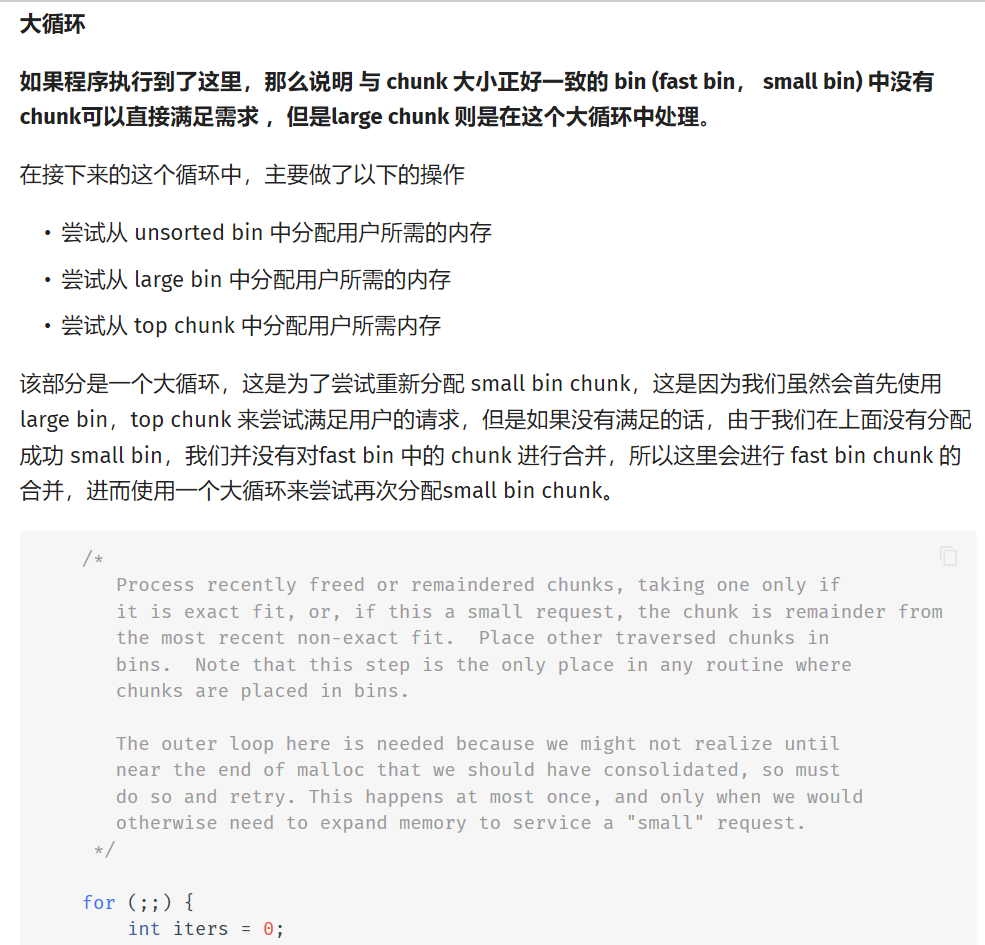 大循环
如果程序执行到了这里，那么说明 与 chunk 大小正好一致的 bin (fast bin， small bin) 中没有
chunk可以直接满足需求 ，但是large chunk 则是在这个大循环中处理。
在接下来的这个循环中，主要做了以下的操作
• 尝试从 unsorted bin 中分配用户所需的内存
• 尝试从 large bin 中分配用户所需的内存
• 尝试从 top chunk 中分配用户所需内存
该部分是一个大循环，这是为了尝试重新分配 small bin chunk，这是因为我们虽然会首先使用
large bin，top chunk 来尝试满足用户的请求，但是如果没有满足的话，由于我们在上面没有分配
成功 small bin，我们并没有对fast bin 中的 chunk 进行合并，所以这里会进行 fast bin chunk 的
合并，进而使用一个大循环来尝试再次分配small bin chunk。
/*
Process recently freed or remaindered chunks, taking one only if
it is exact fit, or, if this a small request, the chunk is remainder from
the most recent non-exact fit.  Place other traversed chunks in
bins.  Note that this step is the only place in any routine where
chunks are placed in bins.
The outer loop here is needed because we might not realize until
near the end of malloc that we should have consolidated, so must
do so and retry. This happens at most once, and only when we would
otherwise need to expand memory to service a "small" request.
*/
for (;;) {
int iters = 0;